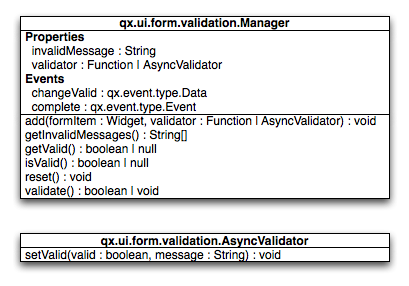 qx.ui.form.validation.Manager
Properties
invalidMessage : String
validator : Function | AsyncValidator
Events
changeValid : qx.event.type.Data
complete : qx.event.type.Event
add(formItem : Widget, validator : Function | AsyncValidator) : void
getInvalidMessages() : String[]
getValid() : boolean | null
isValid() : boolean | null
reset() : void
validate() : boolean | void
qx.ui.form.validation.AsyncValidator
setValid(valid : boolean, message : String) : void